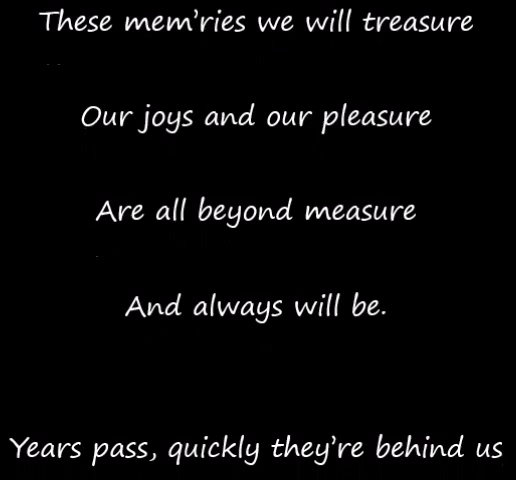 These mem’ries we will treasure
Our joys and our pleasure
Are all beyond measure
And always will be.
Years pass, quickly they’re behind us